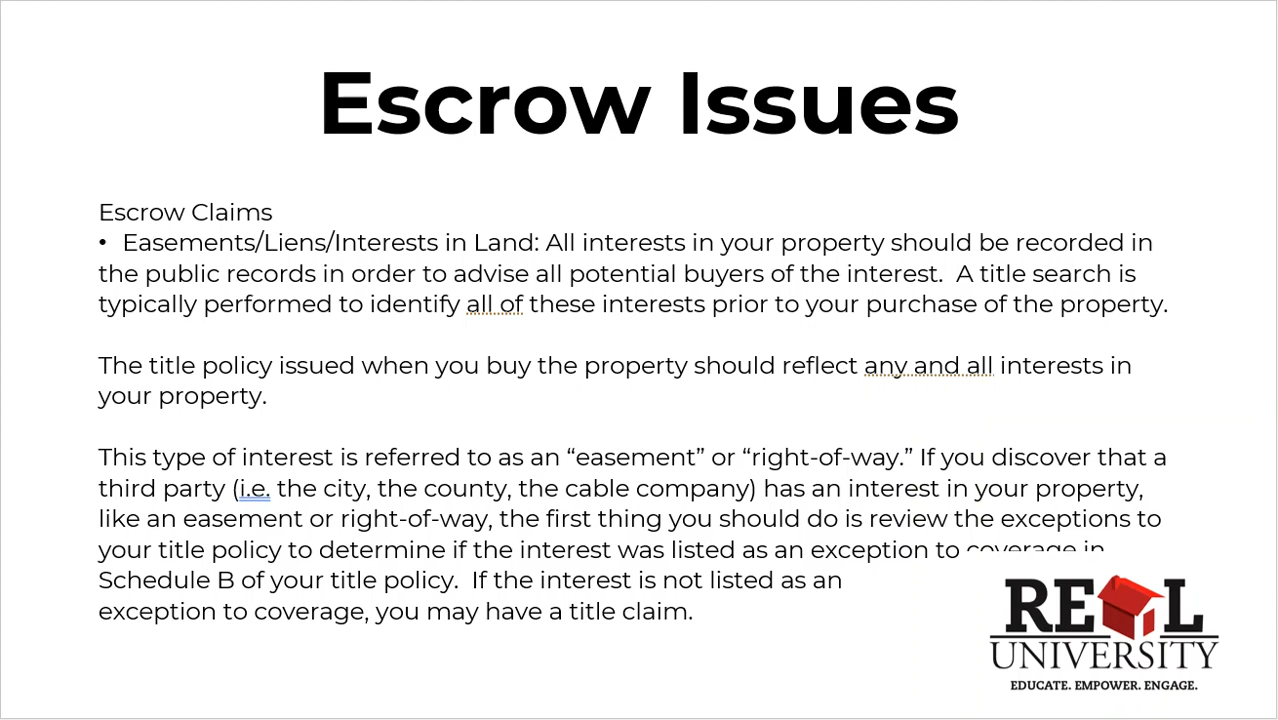 Escrow Issues
Escrow Claims
• Easements/Liens/Interests in Land: All interests in your property should be recorded in
the public records in order to advise all potential buyers of the interest.  A title search is
typically performed to identify all of these interests prior to your purchase of the property.
The title policy issued when you buy the property should reflect any and all interests in
your property.
This type of interest is referred to as an “easement” or “right-of-way.” If you discover that a
third party (i.e. the city, the county, the cable company) has an interest in your property,
like an easement or right-of-way, the first thing you should do is review the exceptions to
your title policy to determine if the interest was listed as an exception to coverage in
Schedule B of your title policy.  If the interest is not listed as an
exception to coverage, you may have a title claim.
REAL
UNIVERSITY
EDUCATE. EMPOWER. ENGAGE.